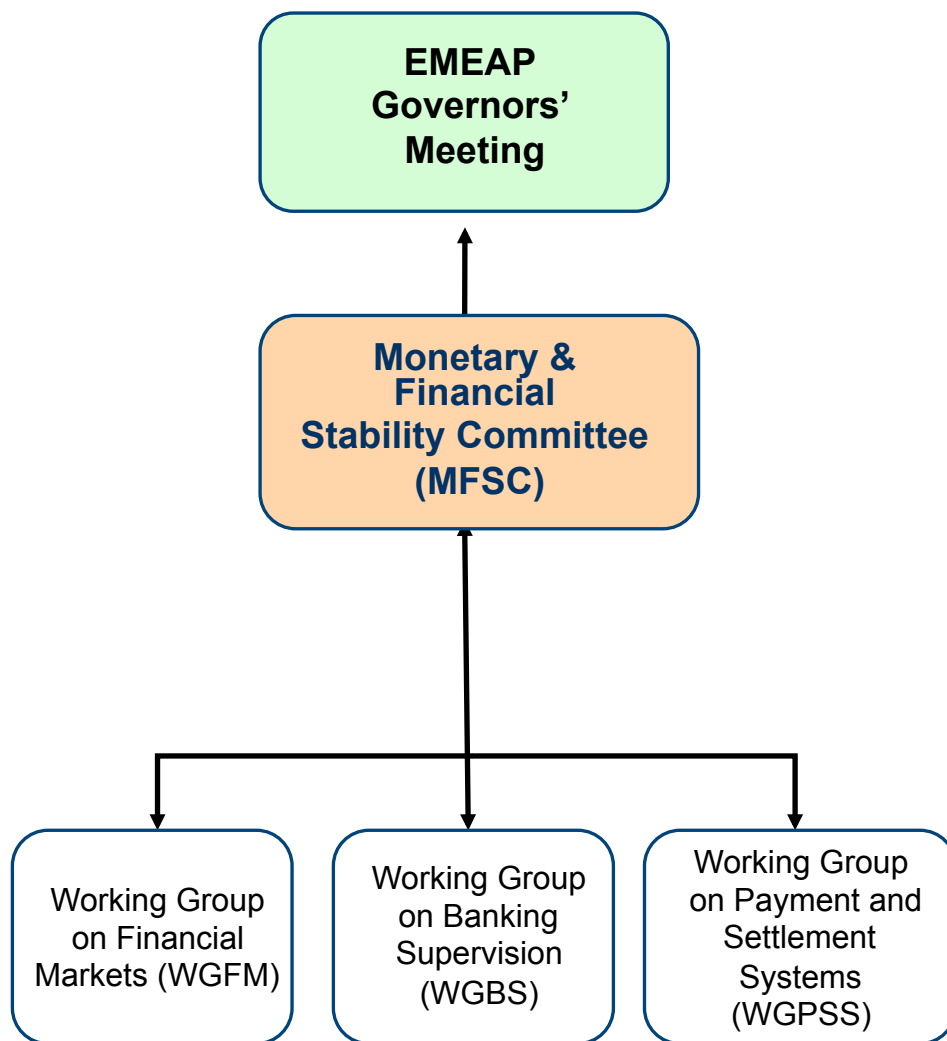 EMEAP
Governors’
Meeting
Monetary &
Financial
Stability Committee
(MFSC)
Working Group
on Financial
Markets (WGFM)
Working Group
on Banking
Supervision
(WGBS)
Working Group
on Payment and
Settlement
Systems
(WGPSS)